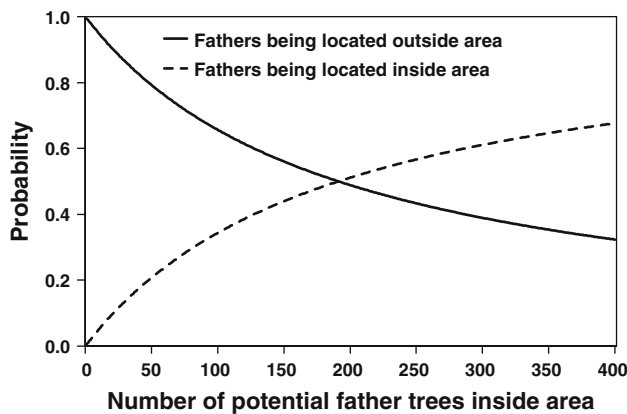 1.0
0.8
0.6
0.4
0.2
0.0
Probability
Fathers being located outside area
Fathers being located inside area
0 50 100 150 200 250 300 350 400
Number of potential father trees inside area